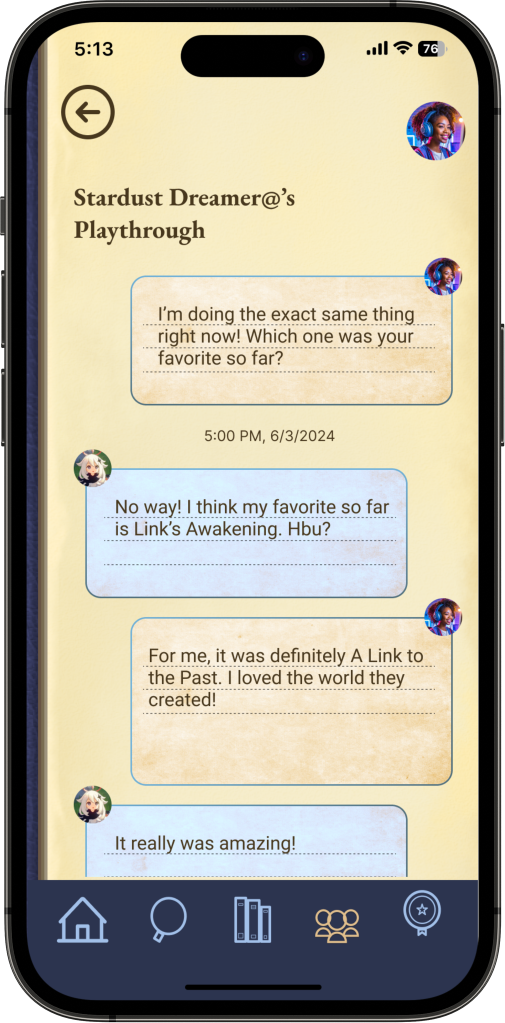 5:13
76
Stardust Dreamer@’s
Playthrough
I’m doing the exact same thing
right now! Which one was your
favorite so far?
5:00 PM, 6/3/2024
No way! I think my favorite so far
is Link’s Awakening. Hbu?
For me, it was definitely A Link to
the Past. I loved the world they
created!
It really was amazing!